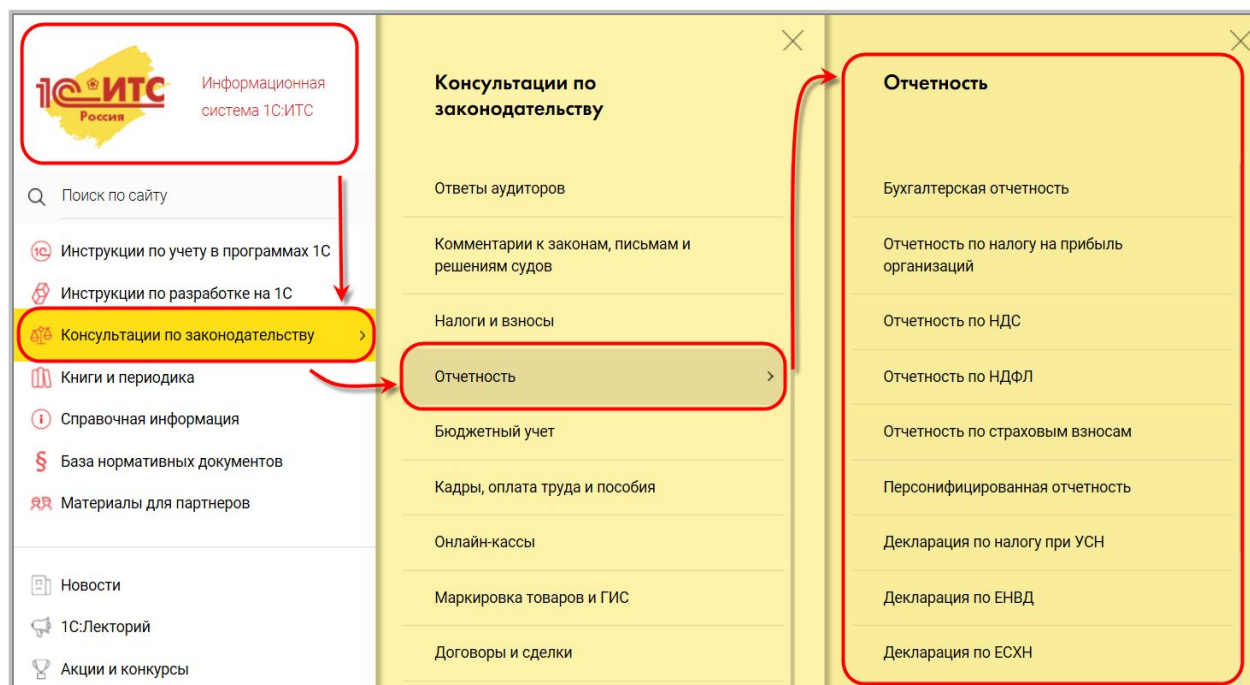 1С ИТС
Россия
Информационная
система 1С:ИТС
Поиск по сайту
Инструкции по учету в программах 1С
Инструкции по разработке на 1С
Консультации по законодательству
Книги и периодика
Справочная информация
База нормативных документов
Материалы для партнеров
Новости
1С:Лекторий
Акции и конкурсы
Консультации по
законодательству
Ответы аудиторов
Комментарии к законам, письмам и
решениям судов
Налоги и взносы
Отчетность
Бюджетный учет
Кадры, оплата труда и пособия
Онлайн-кассы
Маркировка товаров и ГИС
Договоры и сделки
Отчетность
Бухгалтерская отчетность
Отчетность по налогу на прибыль
организаций
Отчетность по НДС
Отчетность по НДФЛ
Отчетность по страховым взносам
Персонифицированная отчетность
Декларация по налогу при УСН
Декларация по ЕНВД
Декларация по ЕСХН